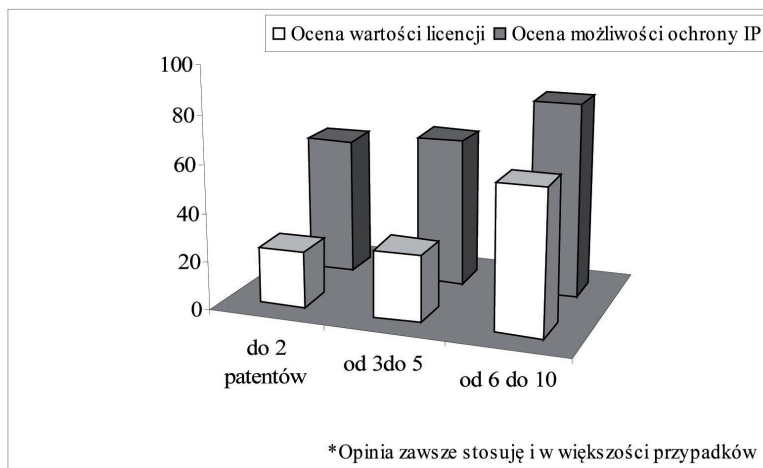 Ocena wartości licencji Ocena możliwości ochrony IP
100
80
60
40
20
0
do 2
patentów
od 3do 5
od 6 do 10
*Opinia zawsze stosuję i w większości przypadków